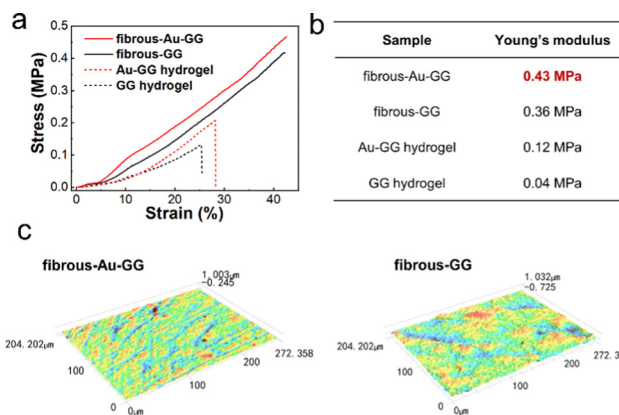 a
fibrous-Au-GG
fibrous-GG
Au-GG hydrogel
GG hydrogel
0.5
0.4
0.3
0.2
0.1
0.0
Stress (MPa)
0 10 20 30 40
Strain (%)
b
Sample Young's modulus
fibrous-Au-GG 0.43 MPa
fibrous-GG 0.36 MPa
Au-GG hydrogel 0.12 MPa
GG hydrogel 0.04 MPa
c
fibrous-Au-GG
1.003μm
-0.245
204.202μm
272.358
200
100
100
0 0μm
fibrous-GG
1.032μm
-0.725
204.202μm
272.3
200
100
100
0 0μm